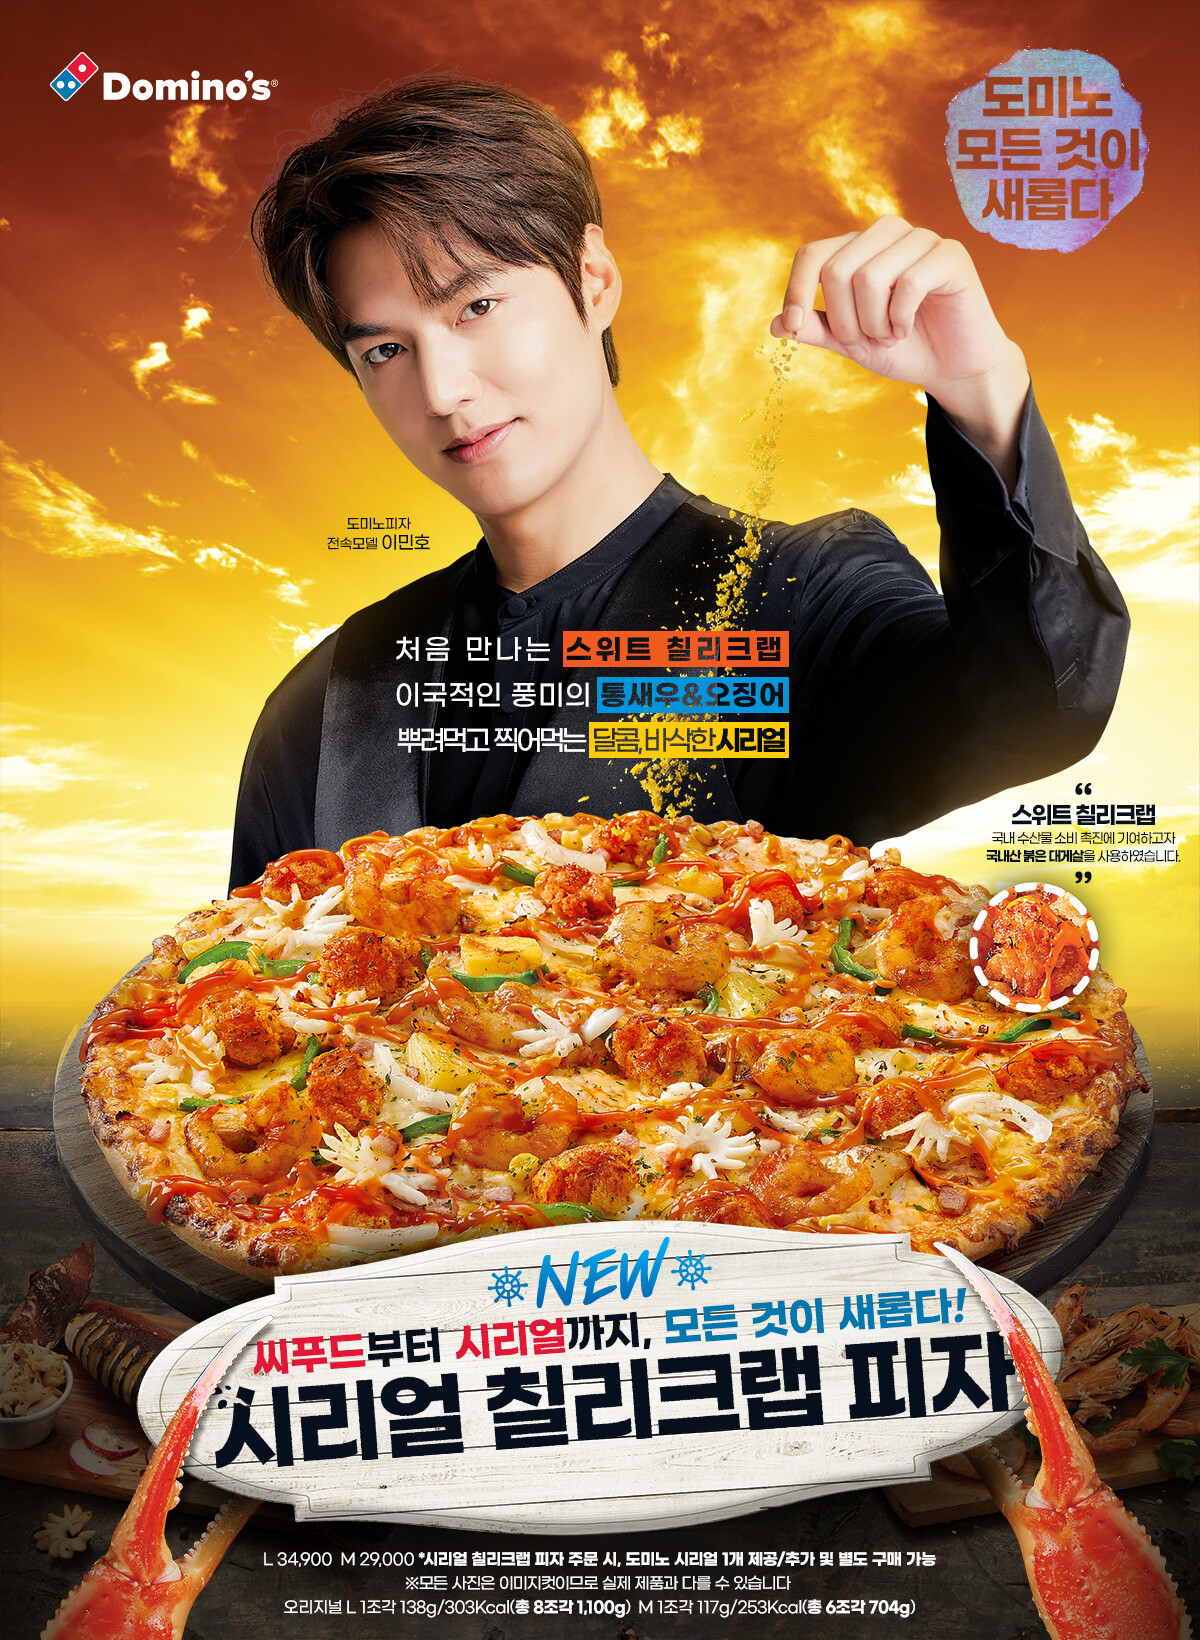 Domino's®
도미노
모든 것이
새롭다
도미노피자
전속모델 이민호
처음 만나는 스위트 칠리크랩
이국적인 풍미의 통새우&오징어
뿌려먹고 찍어먹는 달콤, 바삭한 시리얼
“
스위트 칠리크랩
국내 수산물 소비 촉진에 기여하고자
국내산 붉은 대게살을 사용하였습니다.
”
NEW
씨푸드부터 시리얼까지, 모든 것이 새롭다!
시리얼 칠리크랩 피자
L 34,900 M 29,000 *시리얼 칠리크랩 피자 주문 시, 도미노 시리얼 1개 제공/추가 및 별도 구매 가능
※모든 사진은 이미지컷이므로 실제 제품과 다를 수 있습니다
오리지널 L 1조각 138g/303Kcal(총 8조각 1,100g) M 1조각 117g/253Kcal(총 6조각 704g)